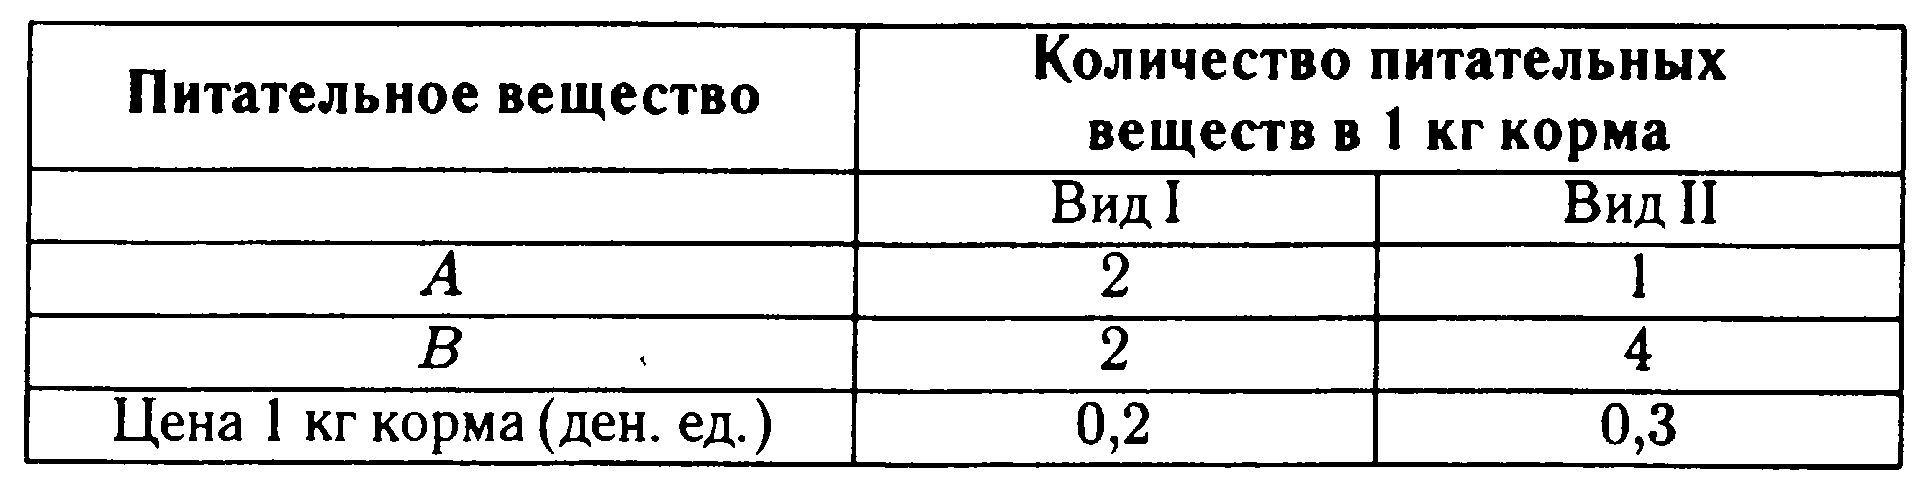 Питательное вещество
Количество питательных
веществ в 1 кг корма
Вид I
Вид II
A
2
1
B
2
4
Цена 1 кг корма (ден. ед.)
0,2
0,3